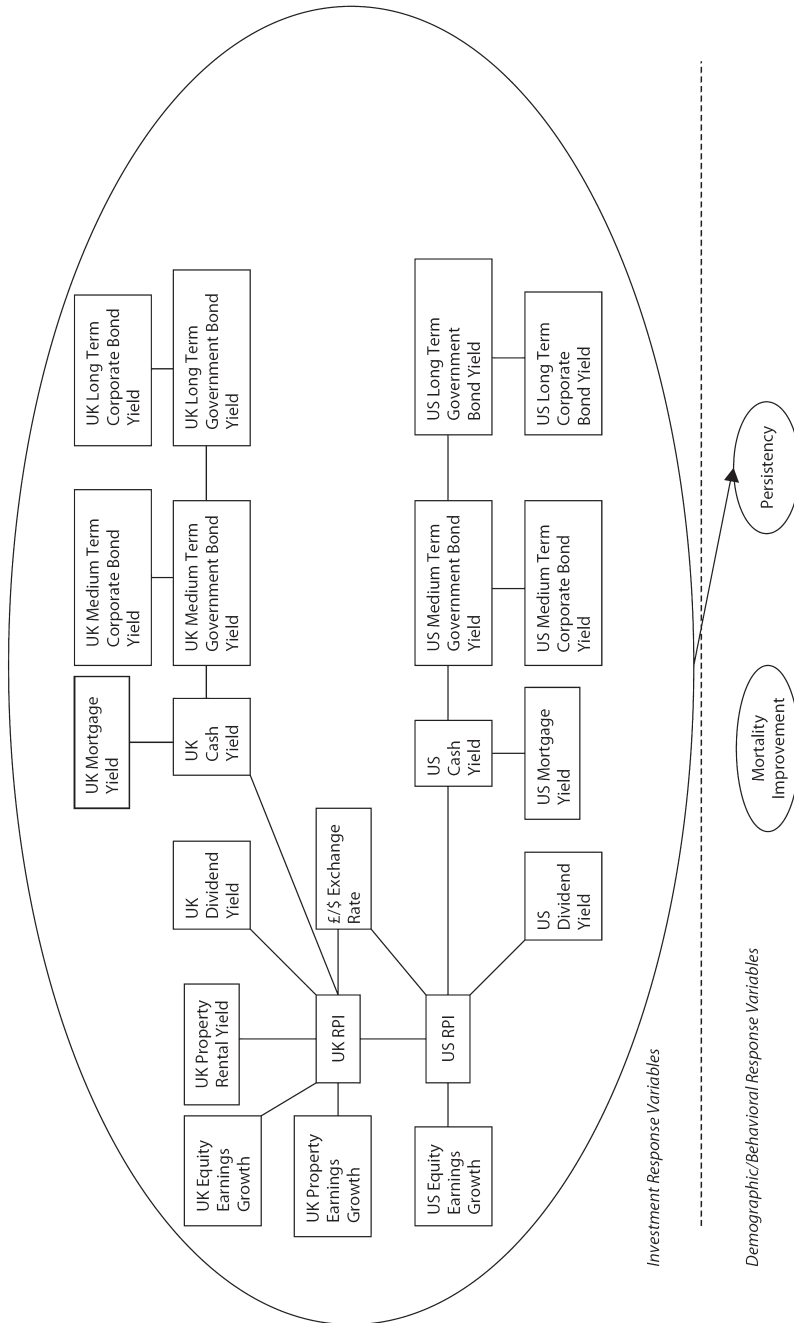 UK Mortgage
Yield
UK Medium Term
Corporate Bond
Yield
UK Long Term
Corporate Bond
Yield
UK Equity
Earnings
Growth
UK Property
Rental Yield
UK
Dividend
Yield
UK
Cash
Yield
UK Medium Term
Government Bond
Yield
UK Long Term
Government Bond
Yield
UK Property
Earnings
Growth
UK RPI
£/$ Exchange
Rate
US Equity
Earnings
Growth
US RPI
US
Cash
Yield
US Medium Term
Government Bond
Yield
US Long Term
Government
Bond Yield
US
Dividend
Yield
US Mortgage
Yield
US Medium Term
Corporate Bond
Yield
US Long Term
Corporate
Bond Yield
Investment Response Variables
Demographic/Behavioral Response Variables
Mortality
Improvement
Persistency